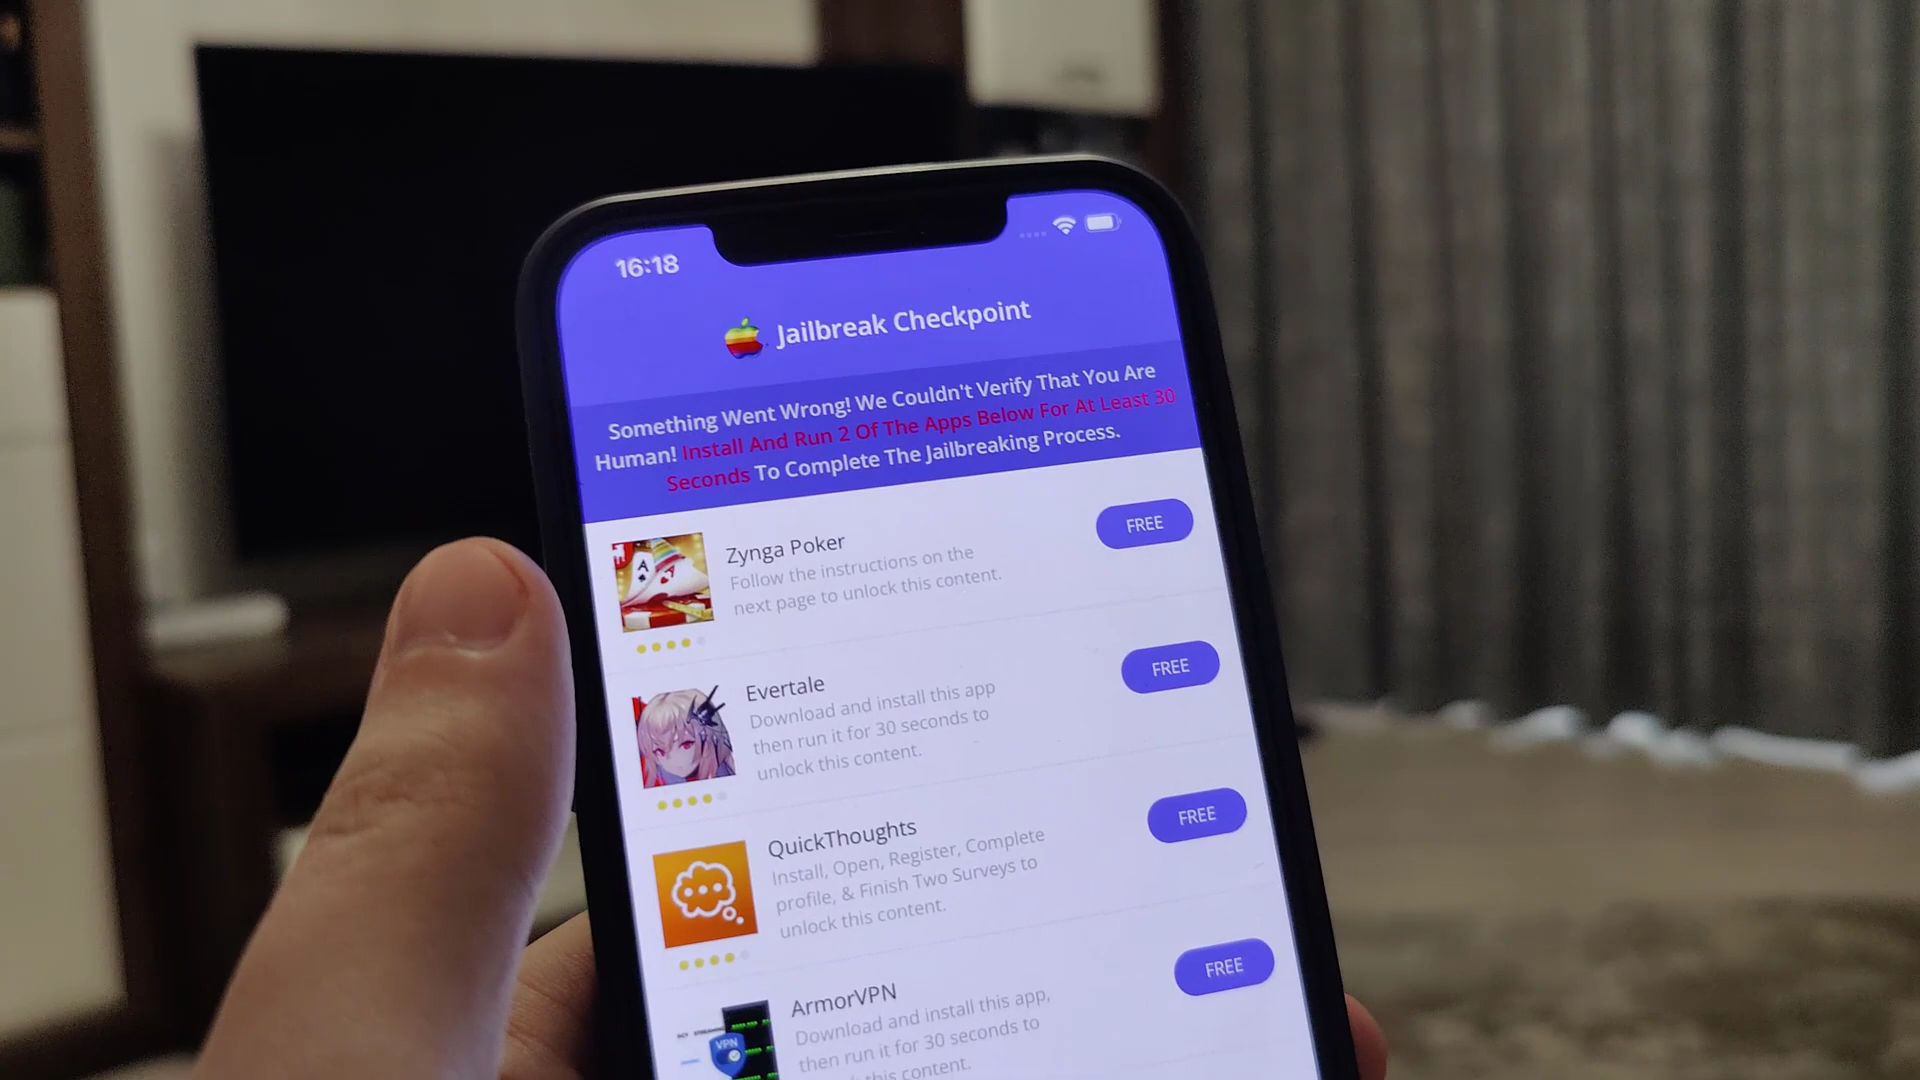 16:18
Jailbreak Checkpoint
Something Went Wrong! We Couldn't Verify That You Are
Human! Install And Run 2 Of The Apps Below For At Least 30
Seconds To Complete The Jailbreaking Process.
Zynga Poker
Follow the instructions on the
next page to unlock this content.
FREE
Evertale
Download and install this app
then run it for 30 seconds to
unlock this content.
FREE
QuickThoughts
Install, Open, Register, Complete
profile, & Finish Two Surveys to
unlock this content.
FREE
ArmorVPN
Download and install this app,
then run it for 30 seconds to
this content.
FREE
VPN
A